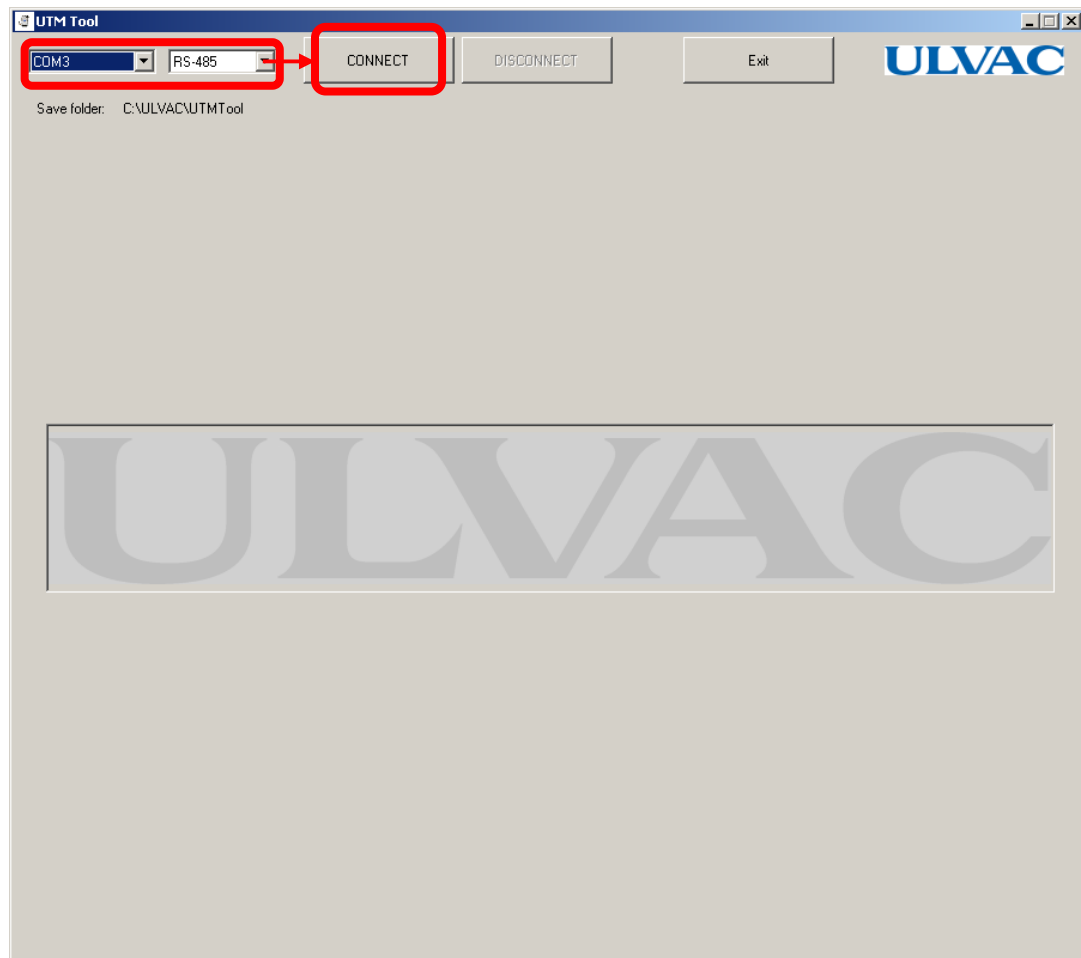 UTM Tool
COM3 RS-485 CONNECT DISCONNECT Exit ULVAC
Save folder: C:\ULVAC\UTMTool
ULVAC